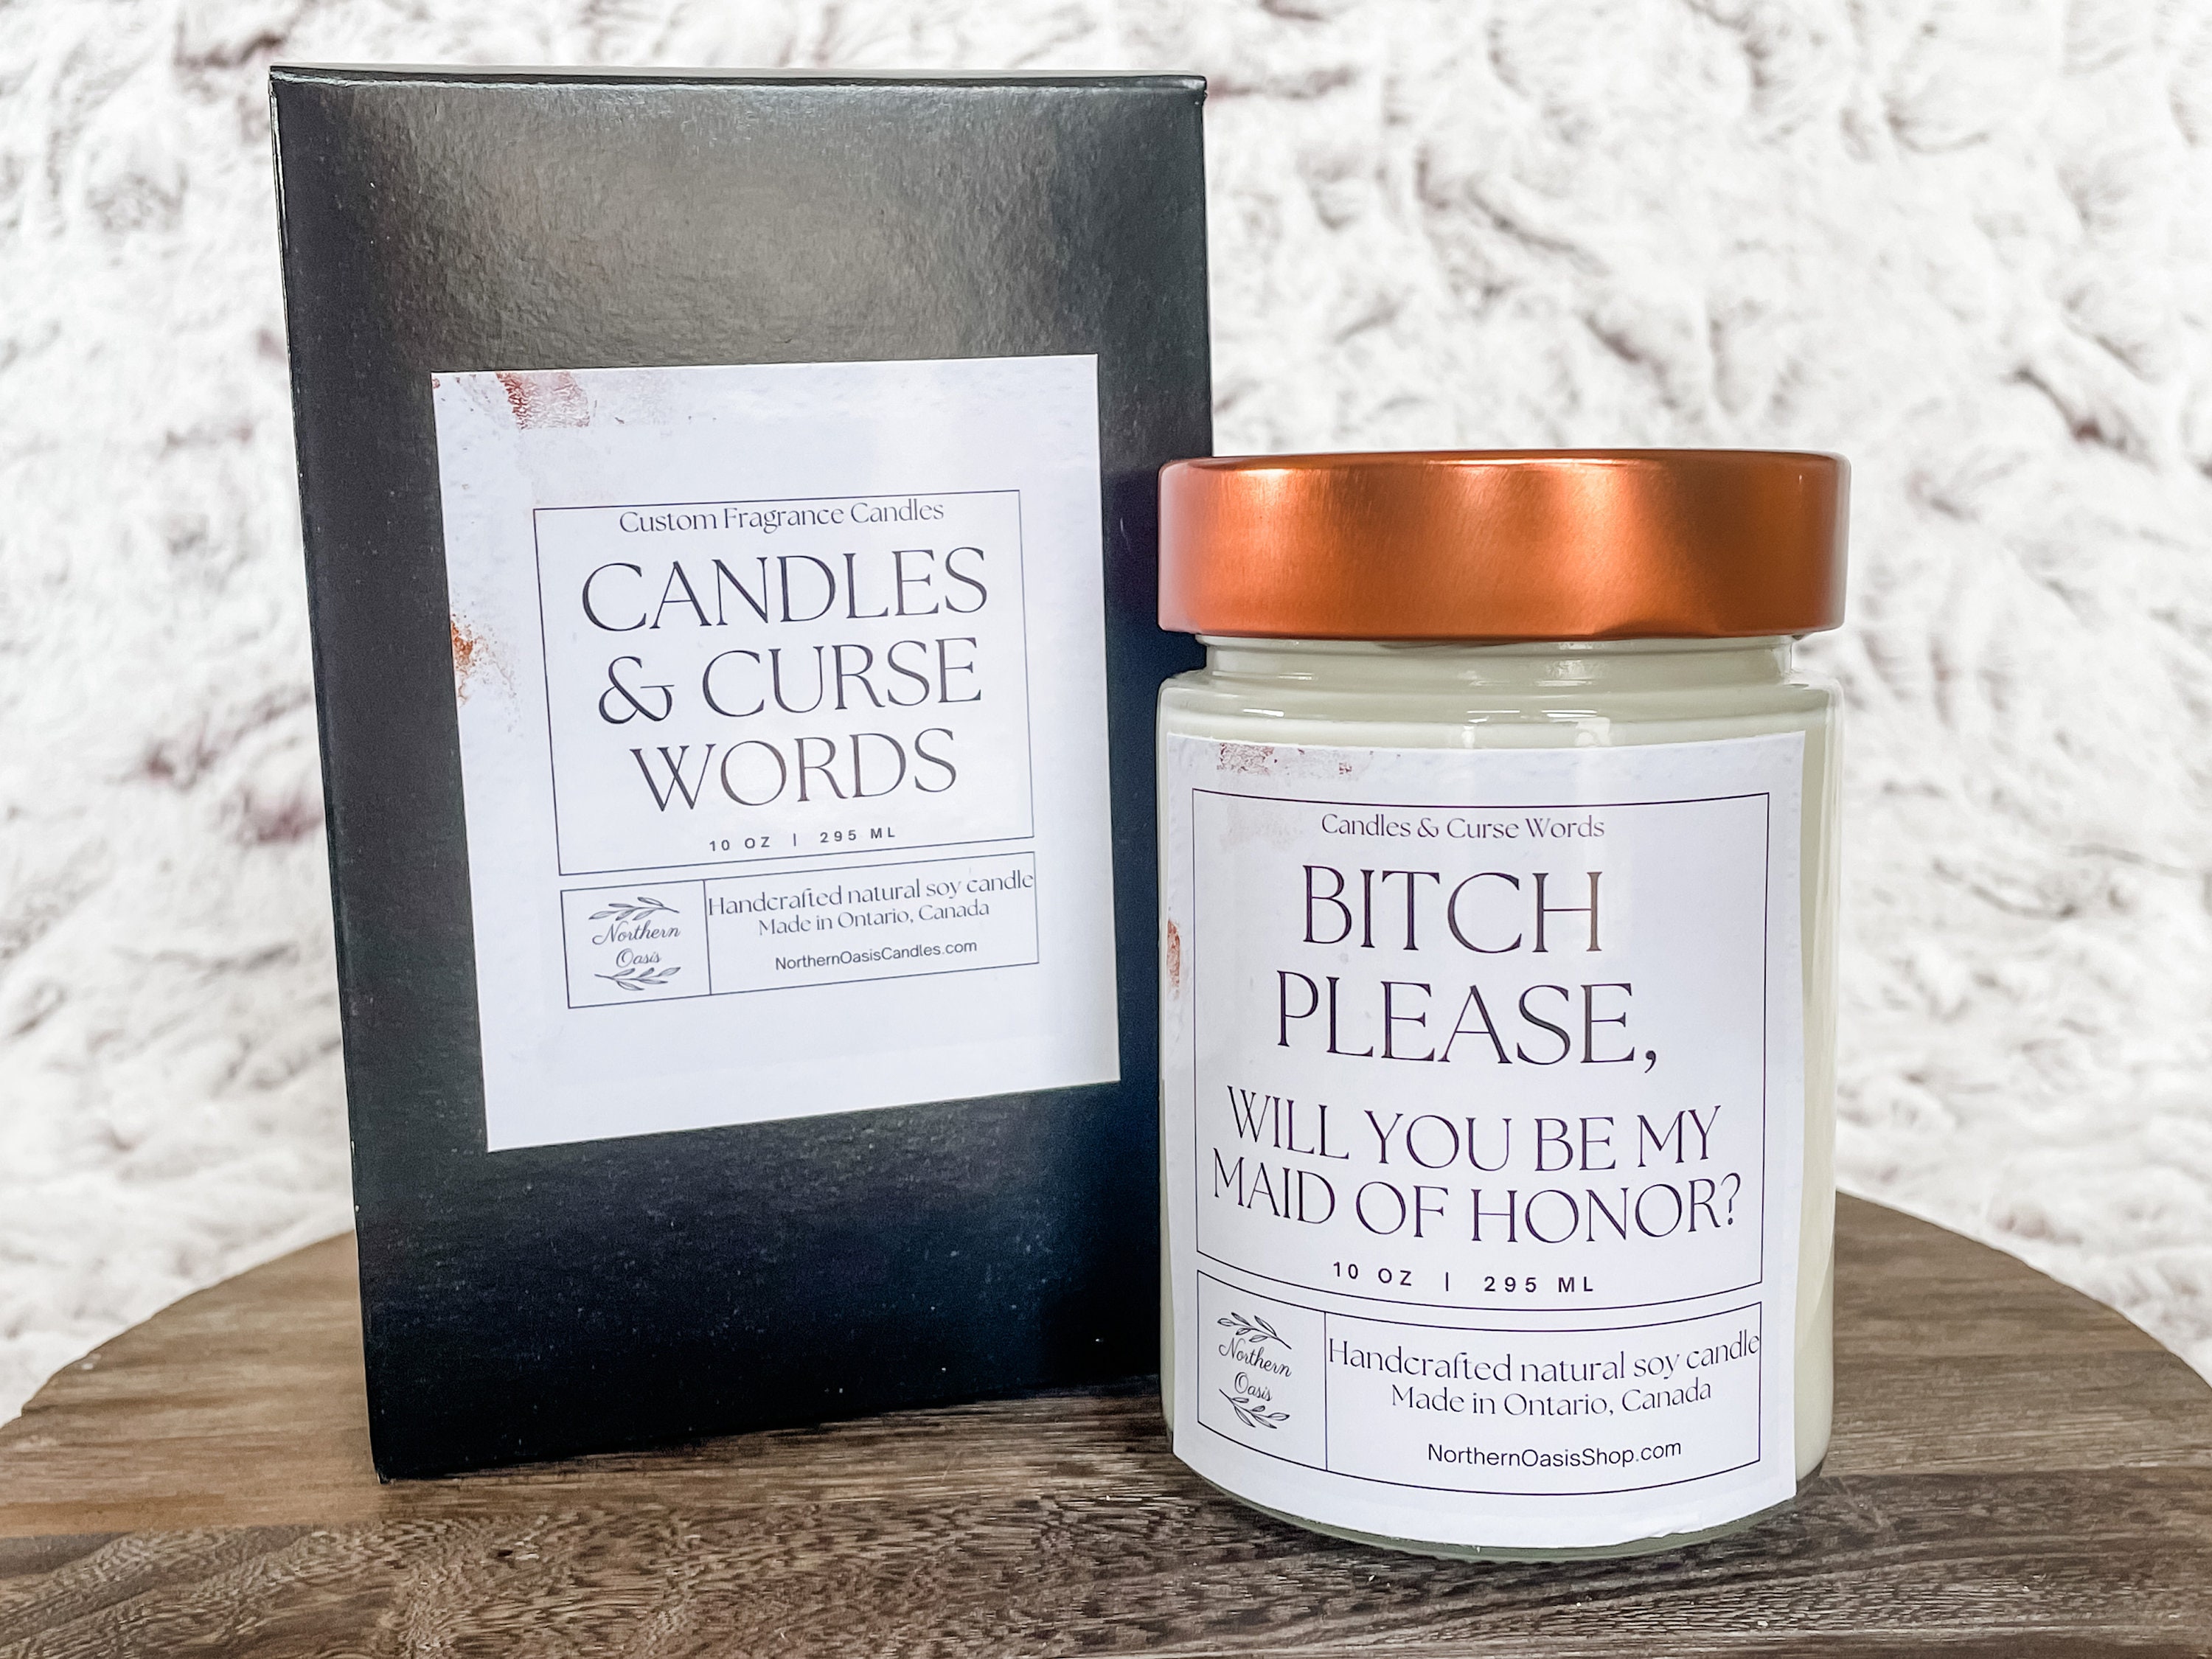 Custom Fragrance Candles
CANDLES
& CURSE
WORDS
10 OZ | 295 ML
Northern
Oasis
Handcrafted natural soy candle
Made in Ontario, Canada
NorthernOasisCandles.com
Candles & Curse Words
BITCH
PLEASE,
WILL YOU BE MY
MAID OF HONOR?
10 OZ | 295 ML
Northern
Oasis
Handcrafted natural soy candle
Made in Ontario, Canada
NorthernOasisShop.com